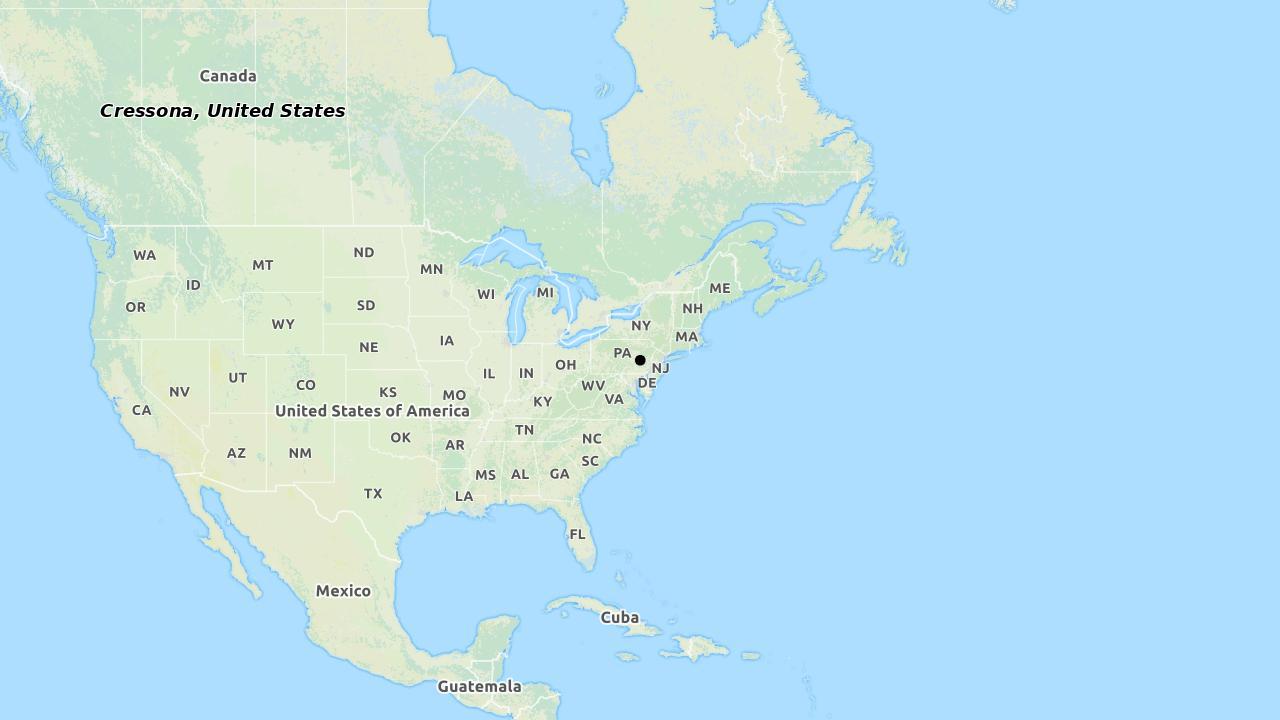 Canada
Cressona, United States
WA
MT
ND
MN
ID
OR
SD
WI
MI
ME
NH
WY
NY
MA
NE
IA
PA
NJ
OH
UT
CO
IL
IN
DE
NV
KS
MO
WV
VA
CA
United States of America
KY
TN
OK
AR
NC
AZ
NM
SC
MS
AL
GA
TX
LA
FL
Mexico
Cuba
Guatemala